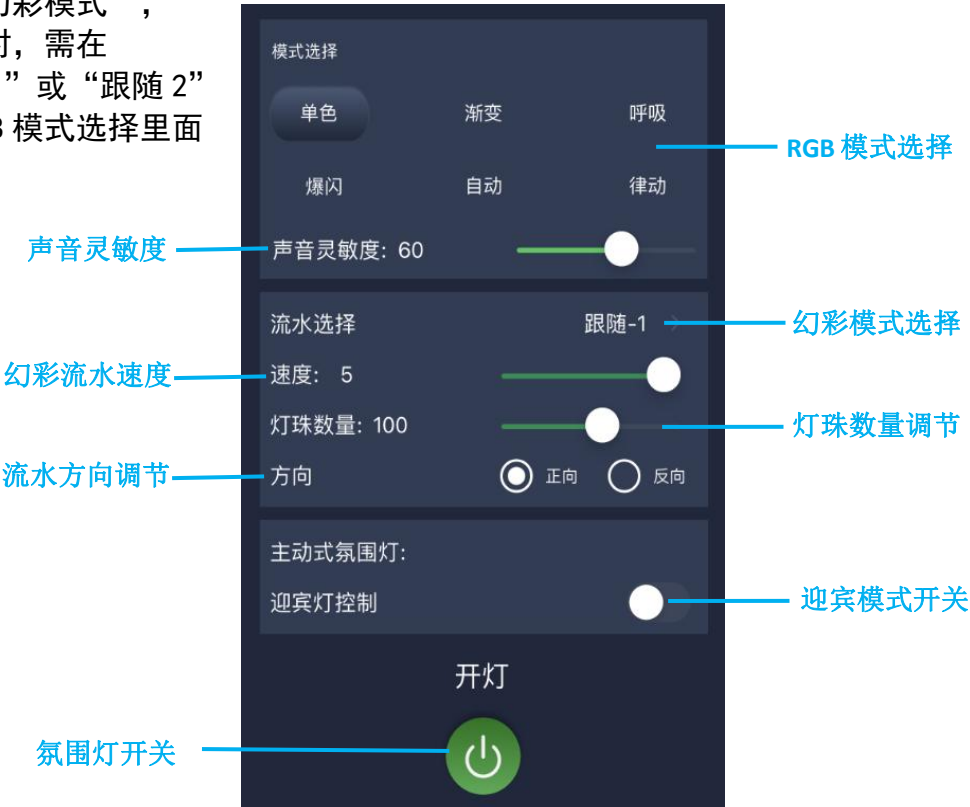 幻彩模式”，
时，需在
”或“跟随 2”
模式选择里面
模式选择
单色 渐变 呼吸
RGB 模式选择
爆闪 自动 律动
声音灵敏度
声音灵敏度: 60
流水选择 跟随-1
幻彩模式选择
幻彩流水速度
速度: 5
灯珠数量: 100
灯珠数量调节
流水方向调节
方向 正向 反向
主动式氛围灯:
迎宾灯控制
迎宾模式开关
开灯
氛围灯开关